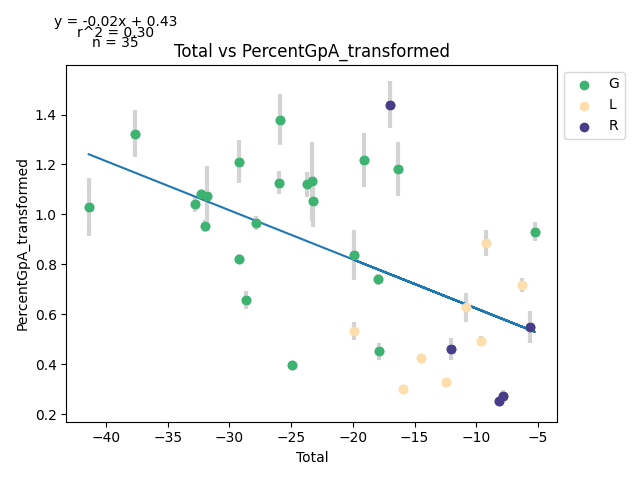 y = -0.02x + 0.43
r^2 = 0.30
n = 35
Total vs PercentGpA_transformed
G
L
R
PercentGpA_transformed
1.4
1.2
1.0
0.8
0.6
0.4
0.2
−40 −35 −30 −25 −20 −15 −10 −5
Total